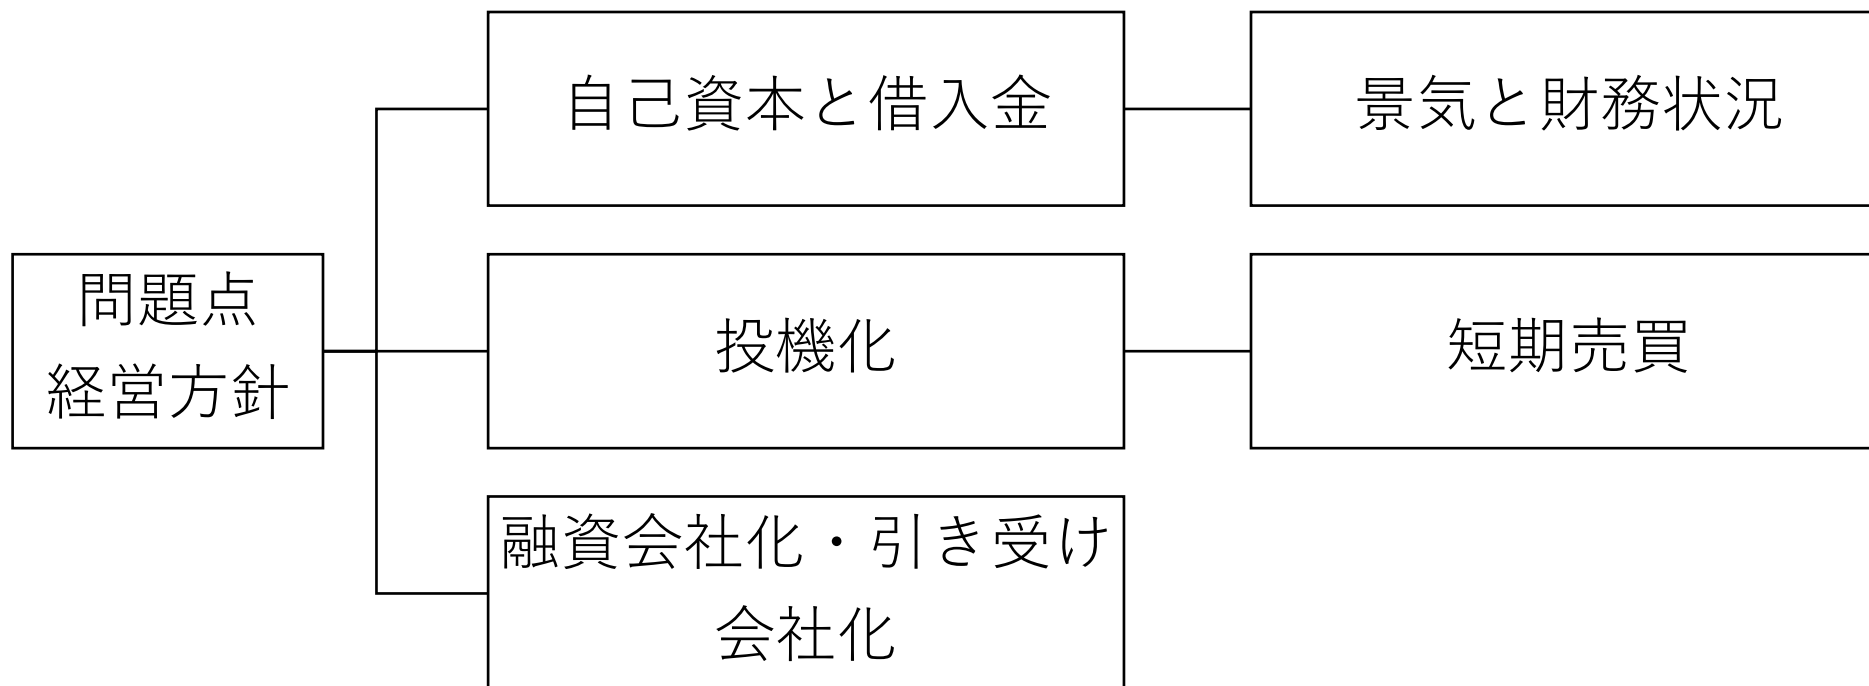 問題点
経営方針
自己資本と借入金
景気と財務状況
投機化
短期売買
融資会社化・引き受け
会社化